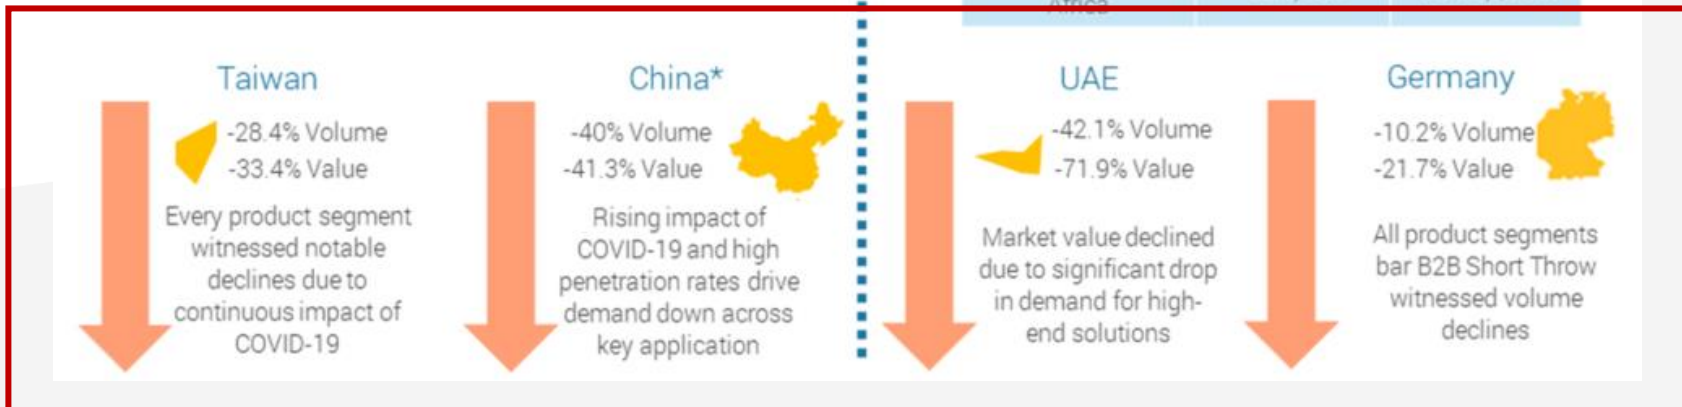 Africa
Taiwan
-28.4% Volume
-33.4% Value
Every product segment
witnessed notable
declines due to
continuous impact of
COVID-19
China*
-40% Volume
-41.3% Value
Rising impact of
COVID-19 and high
penetration rates drive
demand down across
key application
UAE
-42.1% Volume
-71.9% Value
Market value declined
due to significant drop
in demand for high-
end solutions
Germany
-10.2% Volume
-21.7% Value
All product segments
bar B2B Short Throw
witnessed volume
declines